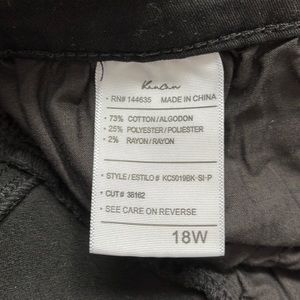 KanCan
• RN# 144635 MADE IN CHINA
• 73% COTTON/ALGODON
• 25% POLYESTER/POLIESTER
• 2% RAYON/RAYON
• STYLE/ESTILO# KC5019BK-SI-P
• CUT# 38162
• SEE CARE ON REVERSE
18W